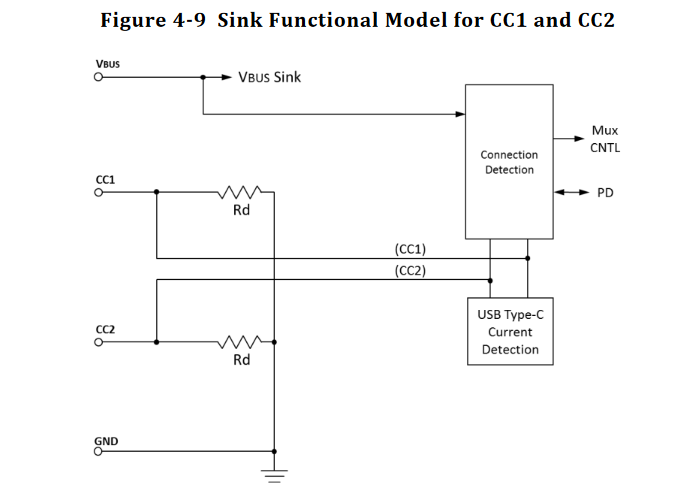 Figure 4-9 Sink Functional Model for CC1 and CC2
VBUS
VBUS Sink
Connection
Detection
Mux
CNTL
PD
CC1
Rd
(CC1)
(CC2)
USB Type-C
Current
Detection
CC2
Rd
GND